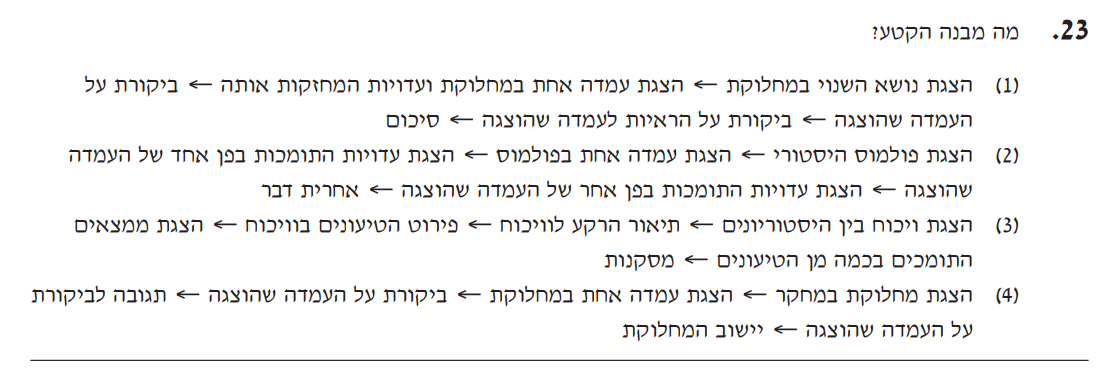 23. מה מבנה הקטע?
(1) הצגת נושא השנוי במחלוקת ← הצגת עמדה אחת במחלוקת ועדויות המחזקות אותה ← ביקורת על
העמדה שהוצגה ← ביקורת על הראיות לעמדה שהוצגה ← סיכום
(2) הצגת פולמוס היסטורי ← הצגת עמדה אחת בפולמוס ← הצגת עדויות התומכות בפן אחד של העמדה
שהוצגה ← הצגת עדויות התומכות בפן אחר של העמדה שהוצגה ← אחרית דבר
(3) הצגת ויכוח בין היסטוריונים ← תיאור הרקע לוויכוח ← פירוט הטיעונים בוויכוח ← הצגת ממצאים
התומכים בכמה מן הטיעונים ← מסקנות
(4) הצגת מחלוקת במחקר ← הצגת עמדה אחת במחלוקת ← ביקורת על העמדה שהוצגה ← תגובה לביקורת
על העמדה שהוצגה ← יישוב המחלוקת